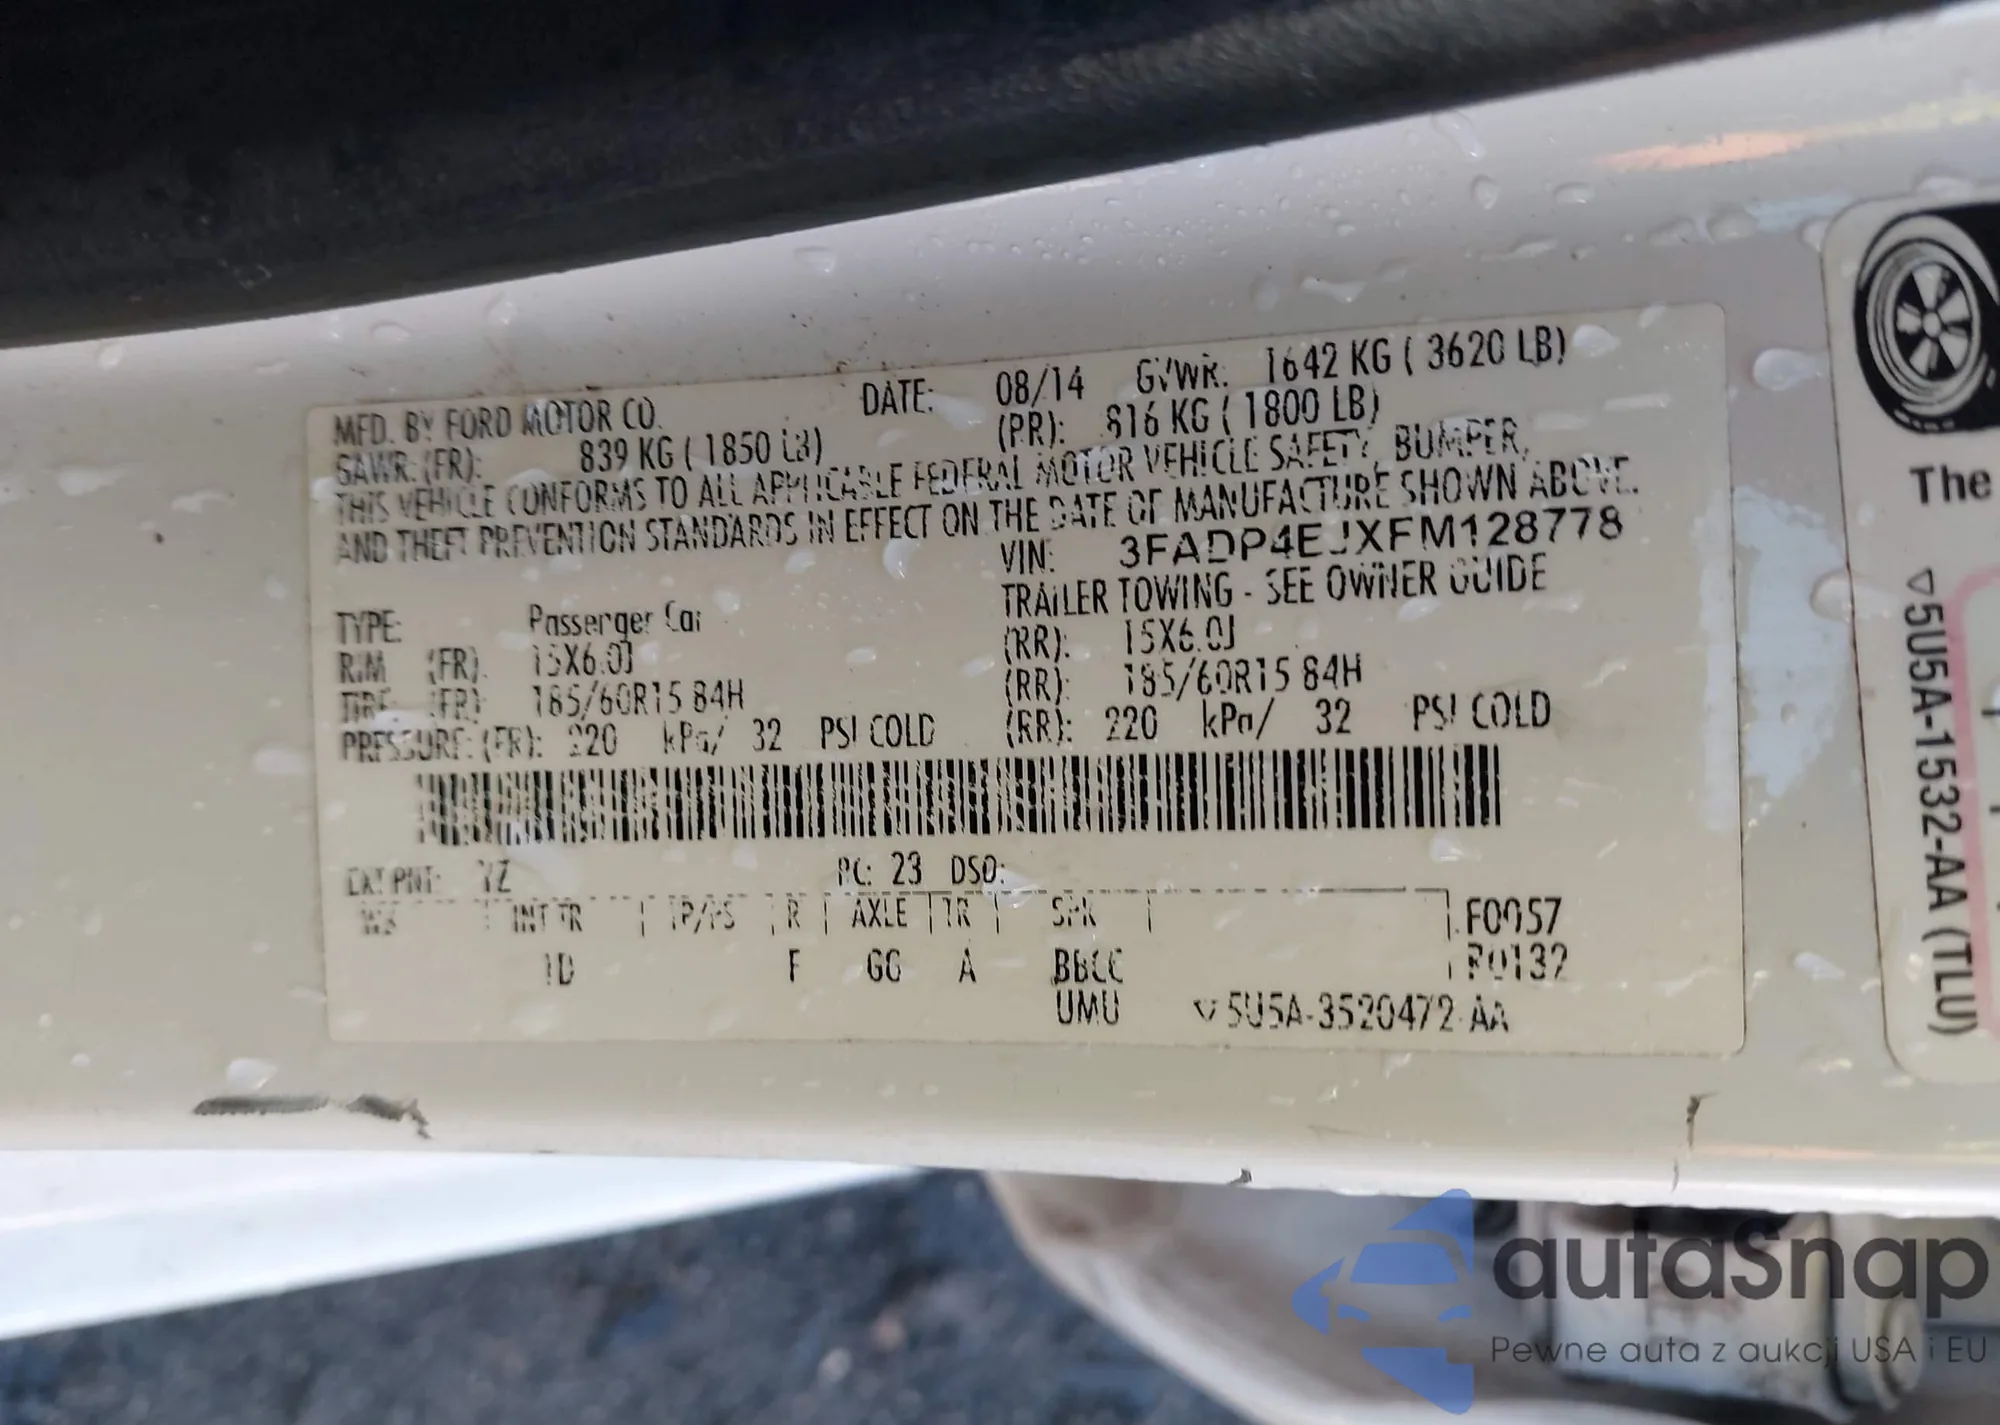 MFD. BY FORD MOTOR CO. DATE: 08/14 GVWR: 1642 KG ( 3620 LB)
GAWR: (FR): 839 KG ( 1850 LB) (RR): 816 KG ( 1800 LB)
THIS VEHICLE CONFORMS TO ALL APPLICABLE FEDERAL MOTOR VEHICLE SAFETY, BUMPER,
AND THEFT PREVENTION STANDARDS IN EFFECT ON THE DATE OF MANUFACTURE SHOWN ABOVE.
VIN: 3FADP4EJXFM128778
TRAILER TOWING - SEE OWNER GUIDE
TYPE: Passenger Car
RIM (FR): 15X6.0J (RR): 15X6.0J
TIRE (FR): 185/60R15 84H (RR): 185/60R15 84H
PRESSURE: (FR): 220 kPa/ 32 PSI COLD (RR): 220 kPa/ 32 PSI COLD
EXT PNT: YZ RC: 23 DSO:
WB INT TR TP/PS R AXLE TR SPR F0057
1D F GG A BBCC R0132
UMU ▽5U5A-3520472-AA
The
▽5U5A-1532-AA (TLU)
autaSnap
Pewne auta z aukcji USA i EU